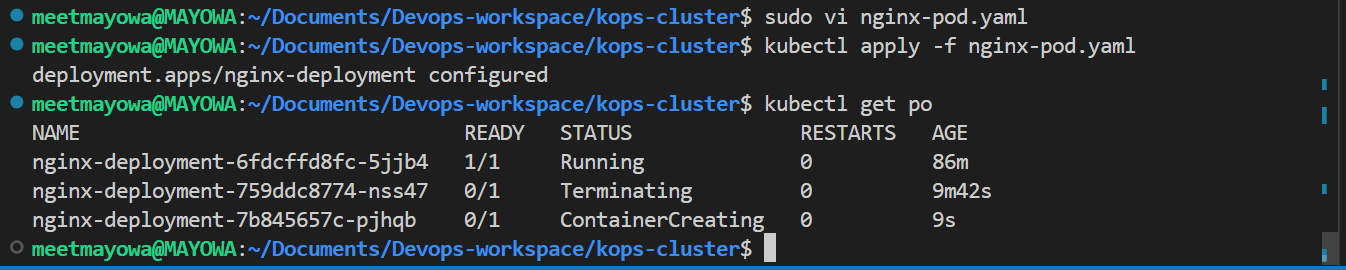 meetmayowa@MAYOWA:~/Documents/Devops-workspace/kops-cluster$ sudo vi nginx-pod.yaml
meetmayowa@MAYOWA:~/Documents/Devops-workspace/kops-cluster$ kubectl apply -f nginx-pod.yaml
deployment.apps/nginx-deployment configured
meetmayowa@MAYOWA:~/Documents/Devops-workspace/kops-cluster$ kubectl get po
NAME READY STATUS RESTARTS AGE
nginx-deployment-6fdcffd8fc-5jjb4 1/1 Running 0 86m
nginx-deployment-759ddc8774-nss47 0/1 Terminating 0 9m42s
nginx-deployment-7b845657c-pjhqb 0/1 ContainerCreating 0 9s
meetmayowa@MAYOWA:~/Documents/Devops-workspace/kops-cluster$